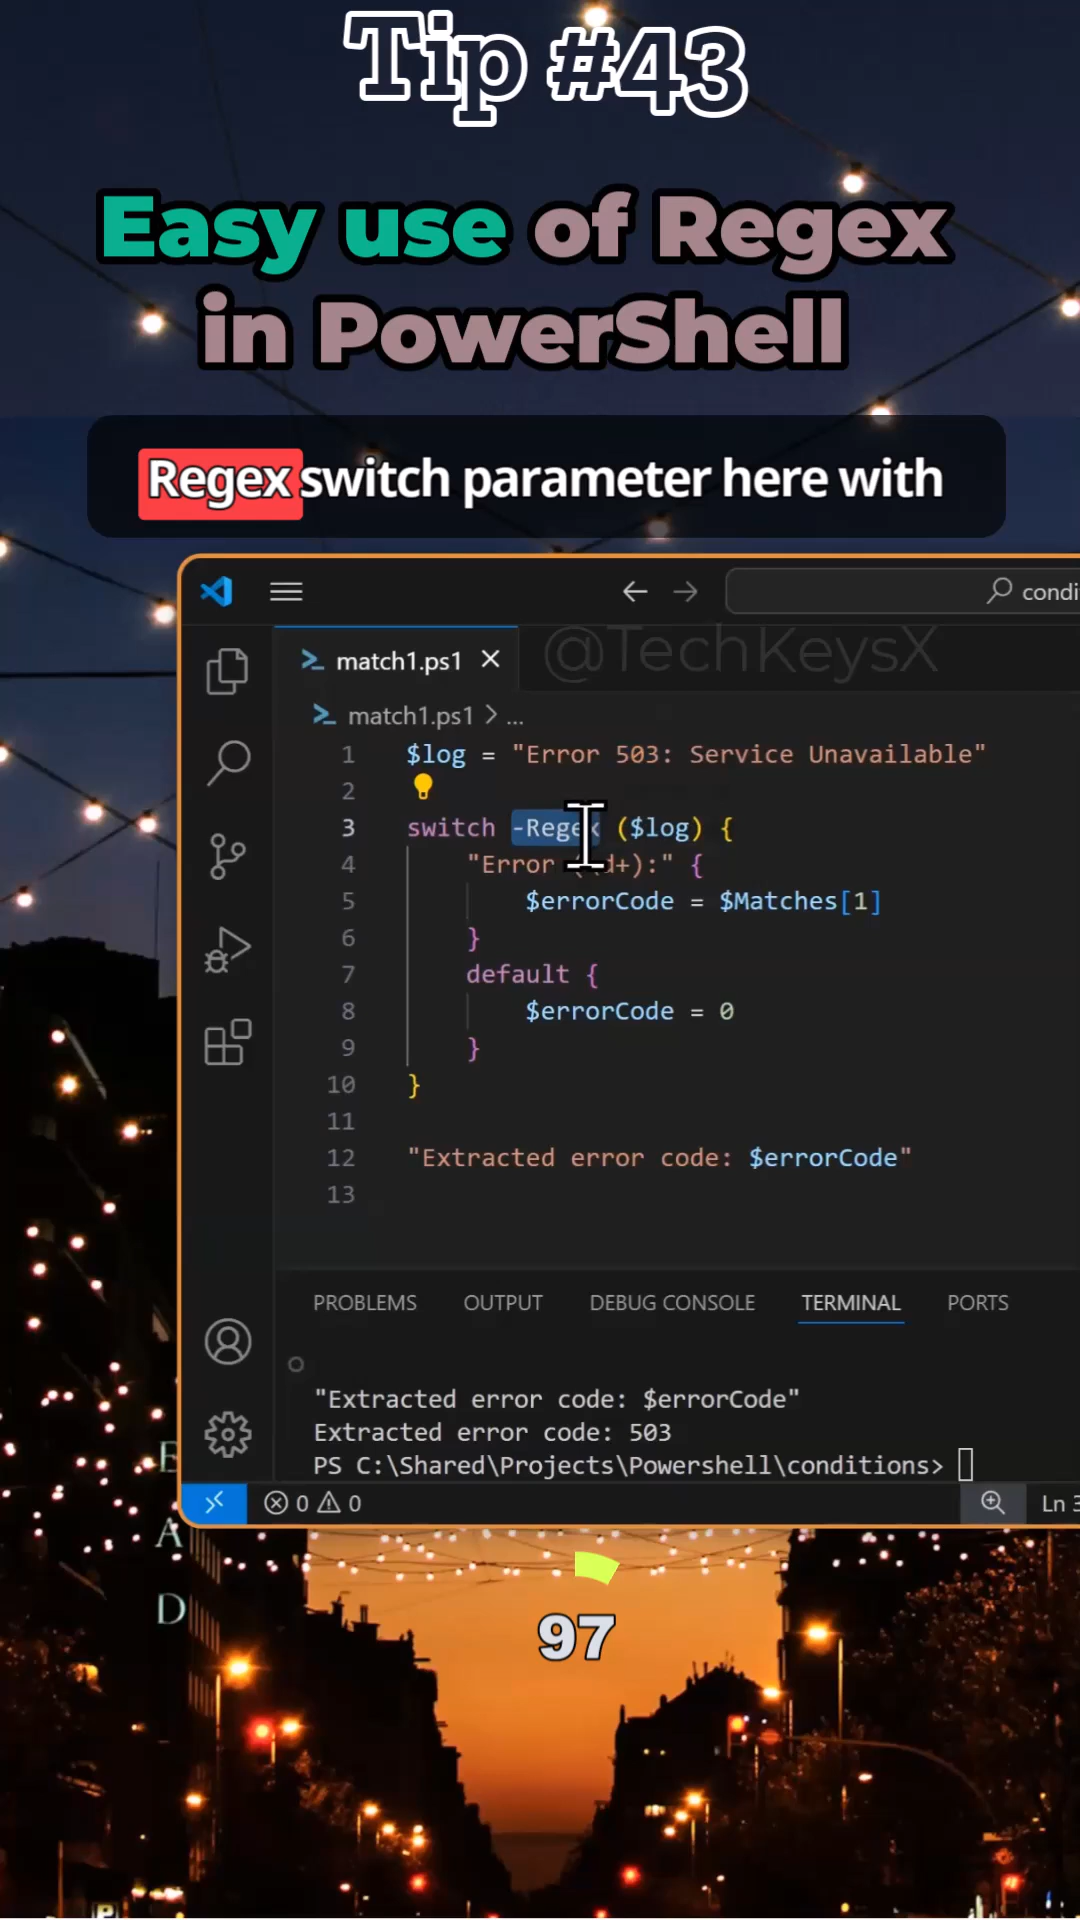 Tip #43
Easy use of Regex
in PowerShell
Regex switch parameter here with
condi
@TechKeysX
match1.ps1
match1.ps1 > ...
1 $log = "Error 503: Service Unavailable"
2
3 switch -Regex ($log) {
4 "Error (\d+):" {
5 $errorCode = $Matches[1]
6 }
7 default {
8 $errorCode = 0
9 }
10 }
11
12 "Extracted error code: $errorCode"
13
PROBLEMS OUTPUT DEBUG CONSOLE TERMINAL PORTS
"Extracted error code: $errorCode"
Extracted error code: 503
PS C:\Shared\Projects\Powershell\conditions>
0 0 Ln 3
E
A
D
97
P